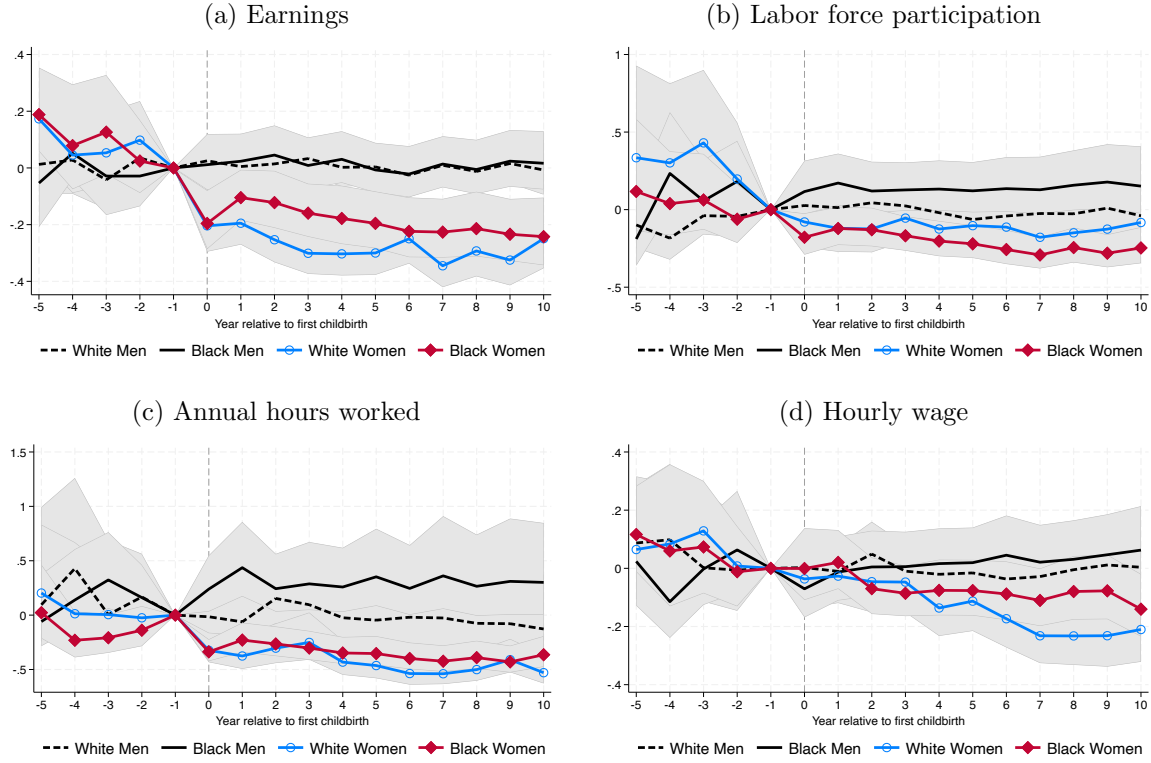 (a) Earnings
.4
.2
0
-.2
-.4
-5 -4 -3 -2 -1 0 1 2 3 4 5 6 7 8 9 10
Year relative to first childbirth
White Men Black Men White Women Black Women
(b) Labor force participation
1
.5
0
-.5
-5 -4 -3 -2 -1 0 1 2 3 4 5 6 7 8 9 10
Year relative to first childbirth
White Men Black Men White Women Black Women
(c) Annual hours worked
1.5
1
.5
0
-.5
-5 -4 -3 -2 -1 0 1 2 3 4 5 6 7 8 9 10
Year relative to first childbirth
White Men Black Men White Women Black Women
(d) Hourly wage
.4
.2
0
-.2
-.4
-5 -4 -3 -2 -1 0 1 2 3 4 5 6 7 8 9 10
Year relative to first childbirth
White Men Black Men White Women Black Women